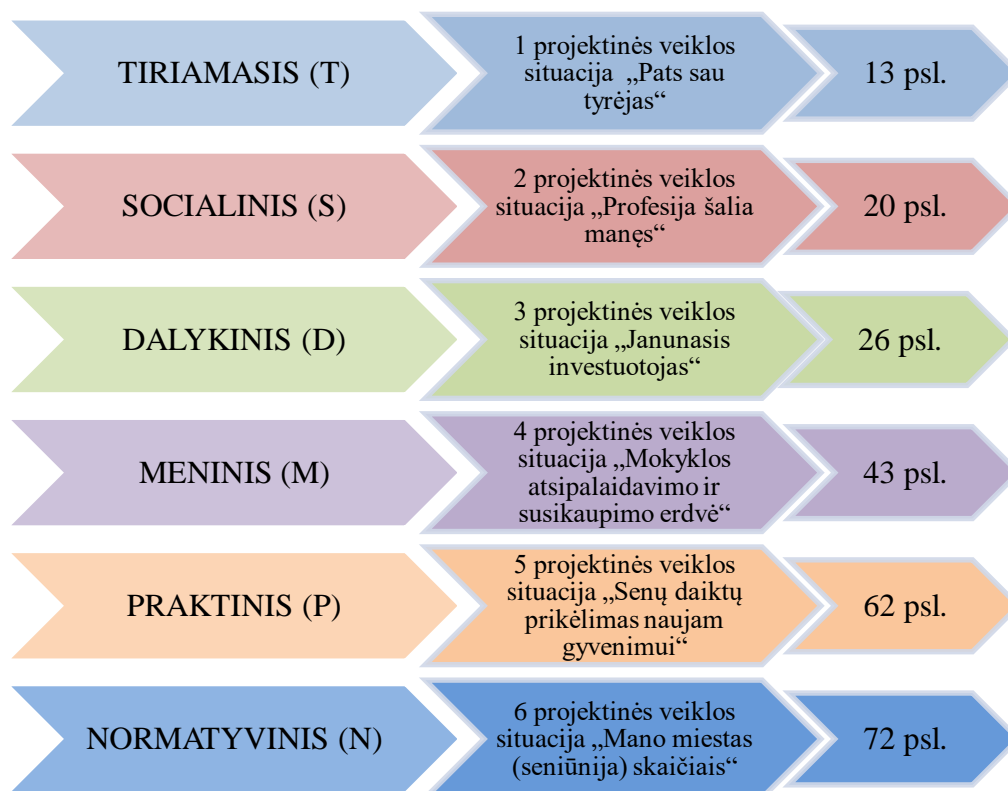 TIRIAMASIS (T)
1 projektinės veiklos
situacija „Pats sau
tyrėjas“
13 psl.
SOCIALINIS (S)
2 projektinės veiklos
situacija „Profesija šalia
manęs“
20 psl.
DALYKINIS (D)
3 projektinės veiklos
situacija „Janunasis
investuotojas“
26 psl.
MENINIS (M)
4 projektinės veiklos
situacija „Mokyklos
atsipalaidavimo ir
susikaupimo erdvė“
43 psl.
PRAKTINIS (P)
5 projektinės veiklos
situacija „Senų daiktų
prikėlimas naujam
gyvenimui“
62 psl.
NORMATYVINIS (N)
6 projektinės veiklos
situacija „Mano miestas
(seniūnija) skaičiais“
72 psl.